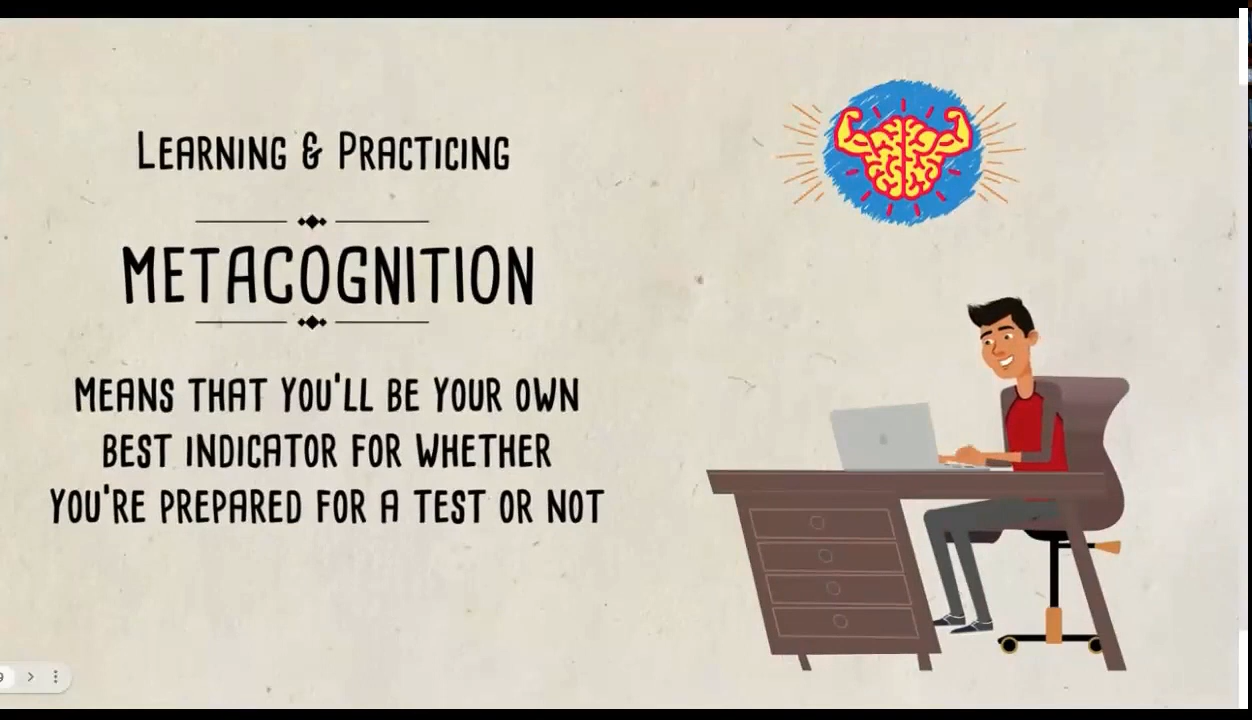 Learning & Practicing
METACOGNITION
MEANS THAT YOU'LL BE YOUR OWN
BEST INDICATOR FOR WHETHER
YOU'RE PREPARED FOR A TEST OR NOT